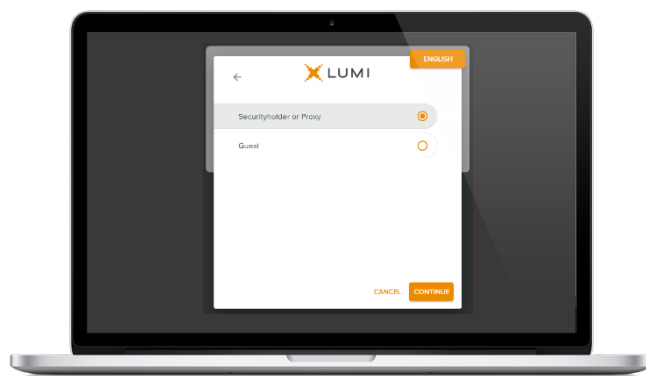 ENGLISH
LUMI
Securityholder or Proxy
Guest
CANCEL
CONTINUE